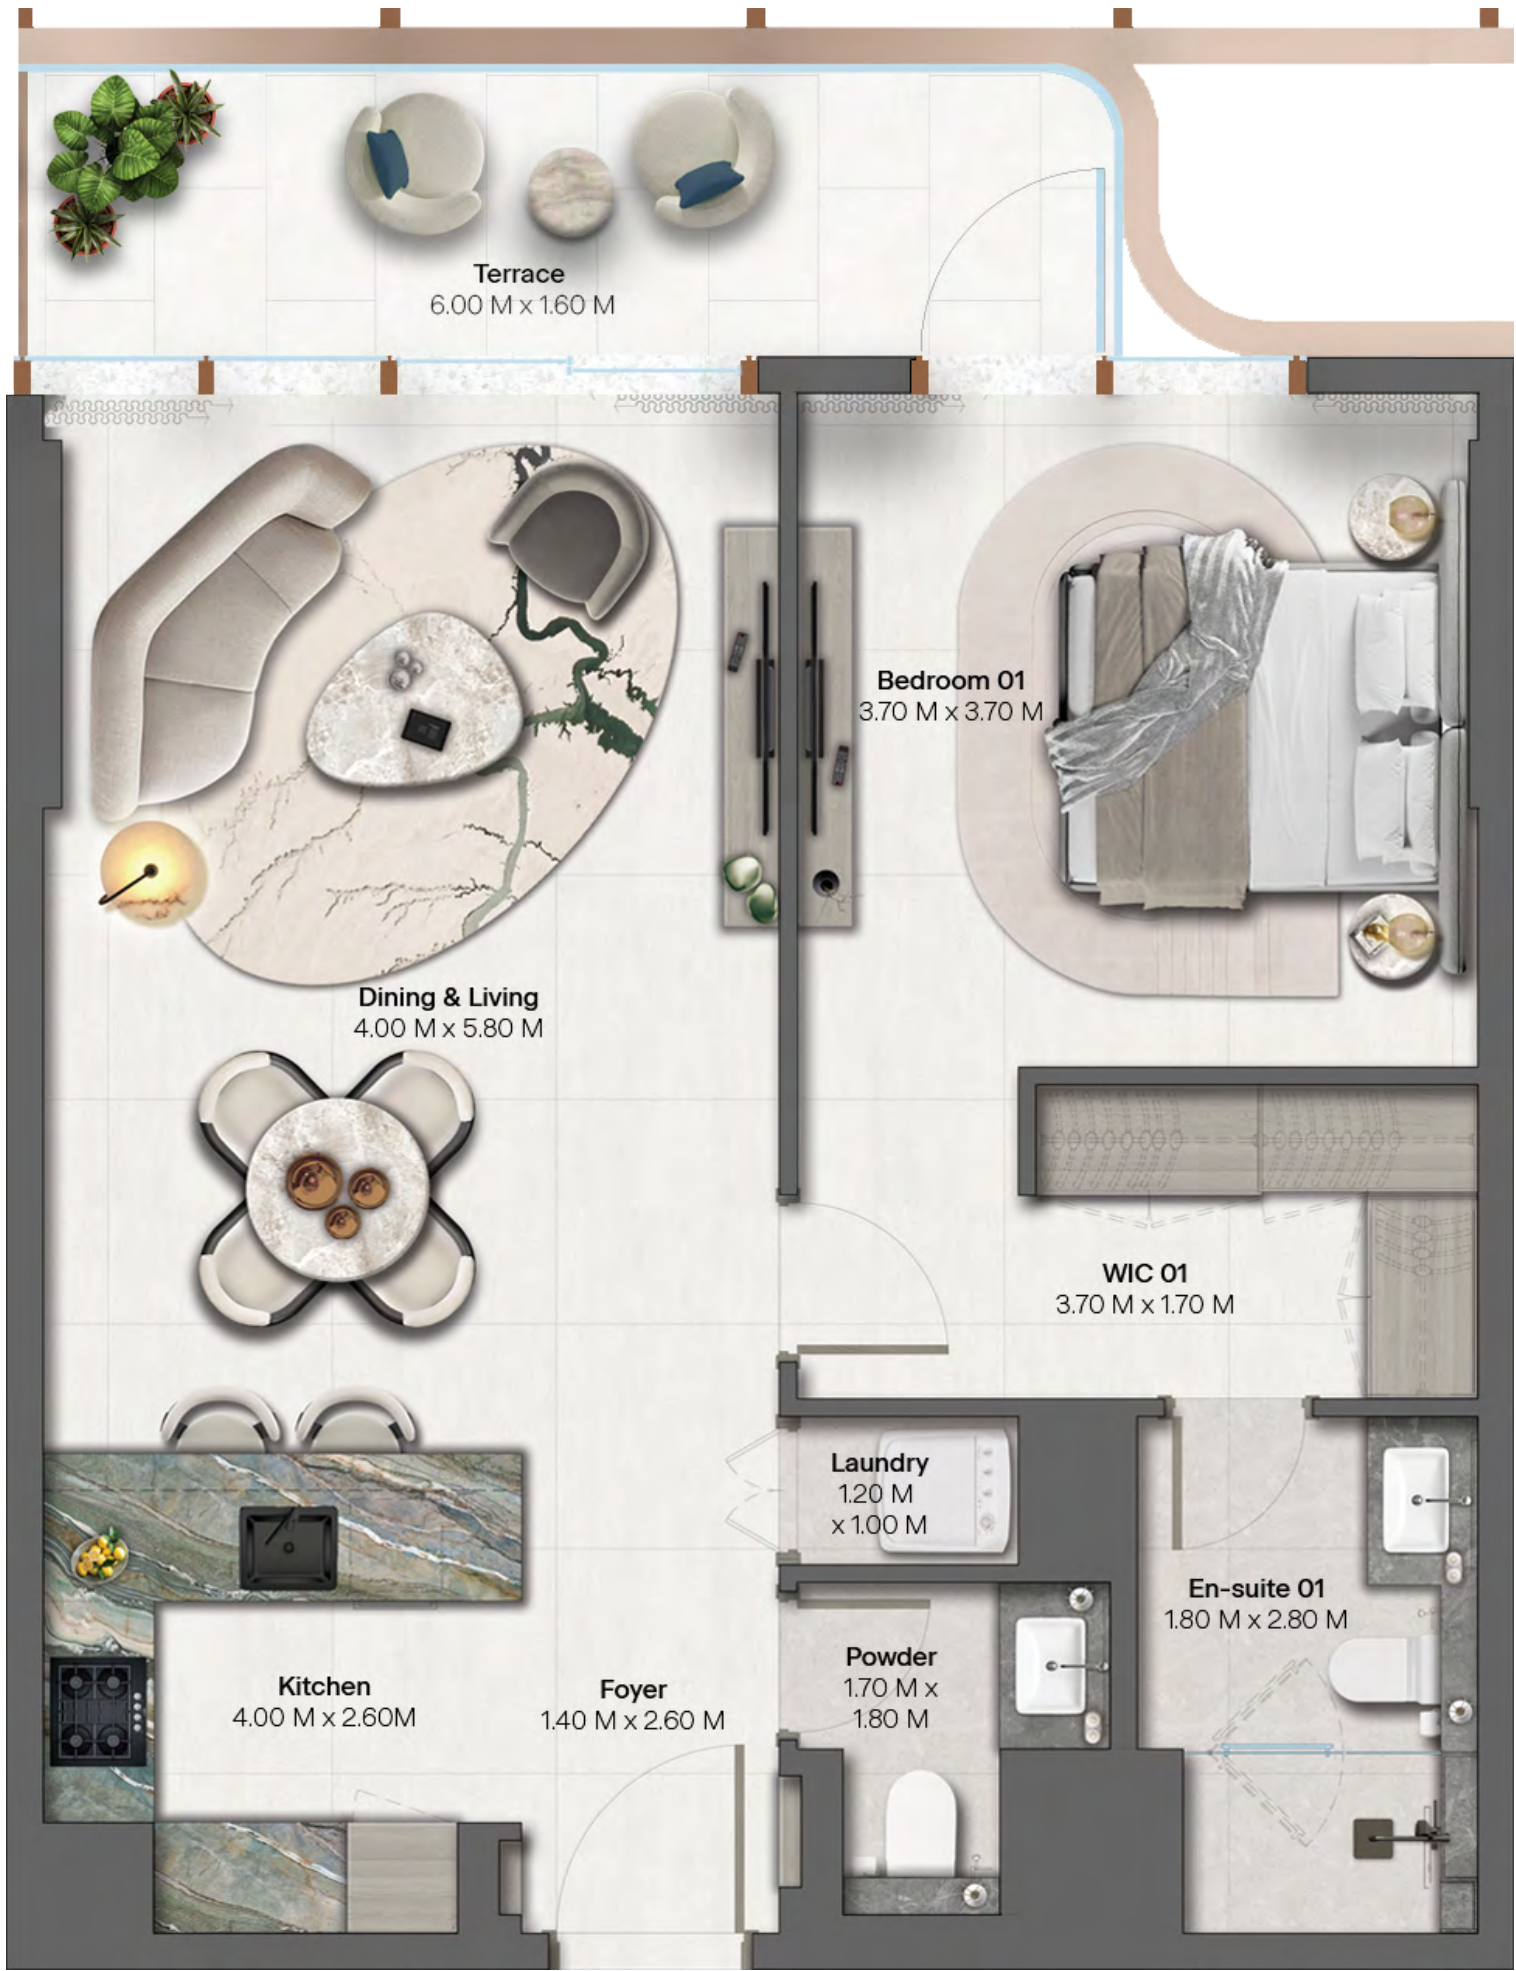 Terrace
6.00 M x 1.60 M
Bedroom 01
3.70 M x 3.70 M
Dining & Living
4.00 M x 5.80 M
WIC 01
3.70 M x 1.70 M
Laundry
1.20 M
x 1.00 M
En-suite 01
1.80 M x 2.80 M
Powder
1.70 M x
1.80 M
Kitchen
4.00 M x 2.60M
Foyer
1.40 M x 2.60 M